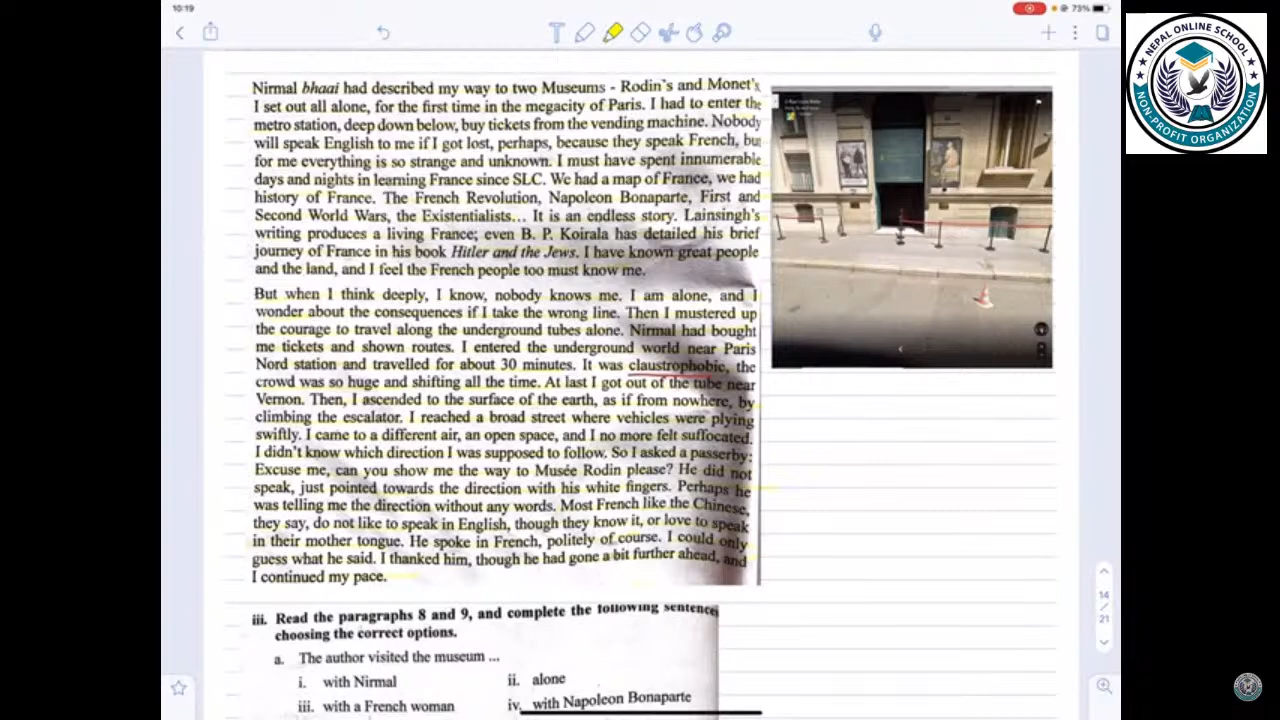 10:19
73%
NEPAL ONLINE SCHOOL
NON-PROFIT ORGANIZATION
Nirmal bhaai had described my way to two Museums - Rodin's and Monet's
I set out all alone, for the first time in the megacity of Paris. I had to enter the
metro station, deep down below, buy tickets from the vending machine. Nobody
will speak English to me if I got lost, perhaps, because they speak French, but
for me everything is so strange and unknown. I must have spent innumerable
days and nights in learning France since SLC. We had a map of France, we had
history of France. The French Revolution, Napoleon Bonaparte, First and
Second World Wars, the Existentialists... It is an endless story. Lainsingh's
writing produces a living France; even B. P. Koirala has detailed his brief
journey of France in his book Hitler and the Jews. I have known great people
and the land, and I feel the French people too must know me.
But when I think deeply, I know, nobody knows me. I am alone, and I
wonder about the consequences if I take the wrong line. Then I mustered up
the courage to travel along the underground tubes alone. Nirmal had bought
me tickets and shown routes. I entered the underground world near Paris
Nord station and travelled for about 30 minutes. It was claustrophobic, the
crowd was so huge and shifting all the time. At last I got out of the tube near
Vernon. Then, I ascended to the surface of the earth, as if from nowhere, by
climbing the escalator. I reached a broad street where vehicles were plying
swiftly. I came to a different air, an open space, and I no more felt suffocated.
I didn't know which direction I was supposed to follow. So I asked a passerby:
Excuse me, can you show me the way to Musée Rodin please? He did not
speak, just pointed towards the direction with his white fingers. Perhaps he
was telling me the direction without any words. Most French like the Chinese,
they say, do not like to speak in English, though they know it, or love to speak
in their mother tongue. He spoke in French, politely of course. I could only
guess what he said. I thanked him, though he had gone a bit further ahead, and
I continued my pace.
iii. Read the paragraphs 8 and 9, and complete the following sentence
choosing the correct options.
a. The author visited the museum ...
i. with Nirmal
ii. alone
iii. with a French woman
iv. with Napoleon Bonaparte
14
/
21